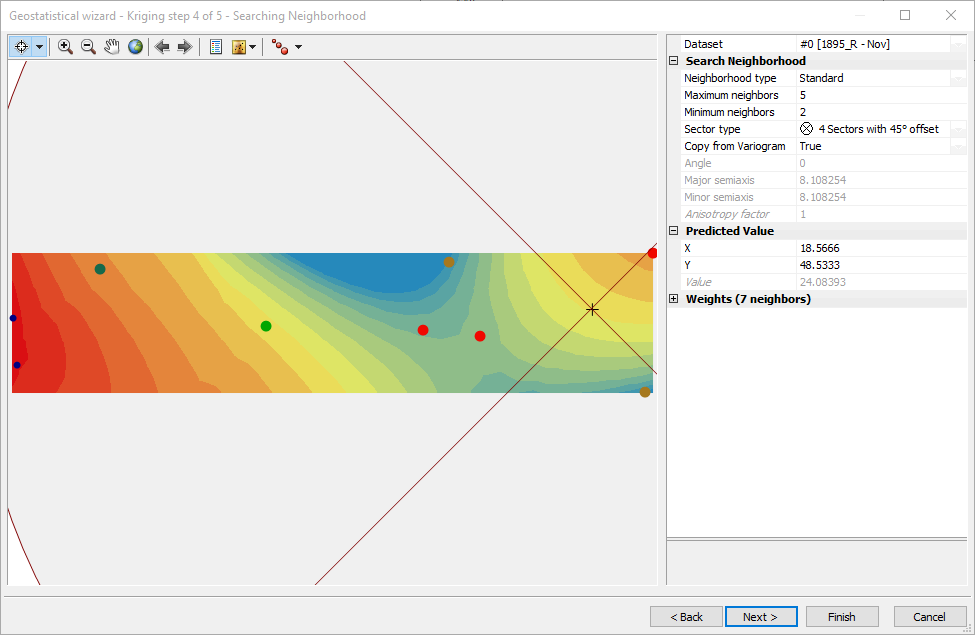 Geostatistical wizard - Kriging step 4 of 5 - Searching Neighborhood
Dataset #0 [1895_R - Nov]
Search Neighborhood
Neighborhood type Standard
Maximum neighbors 5
Minimum neighbors 2
Sector type 4 Sectors with 45° offset
Copy from Variogram True
Angle 0
Major semiaxis 8.108254
Minor semiaxis 8.108254
Anisotropy factor 1
Predicted Value
X 18.5666
Y 48.5333
Value 24.08393
Weights (7 neighbors)
< Back Next > Finish Cancel